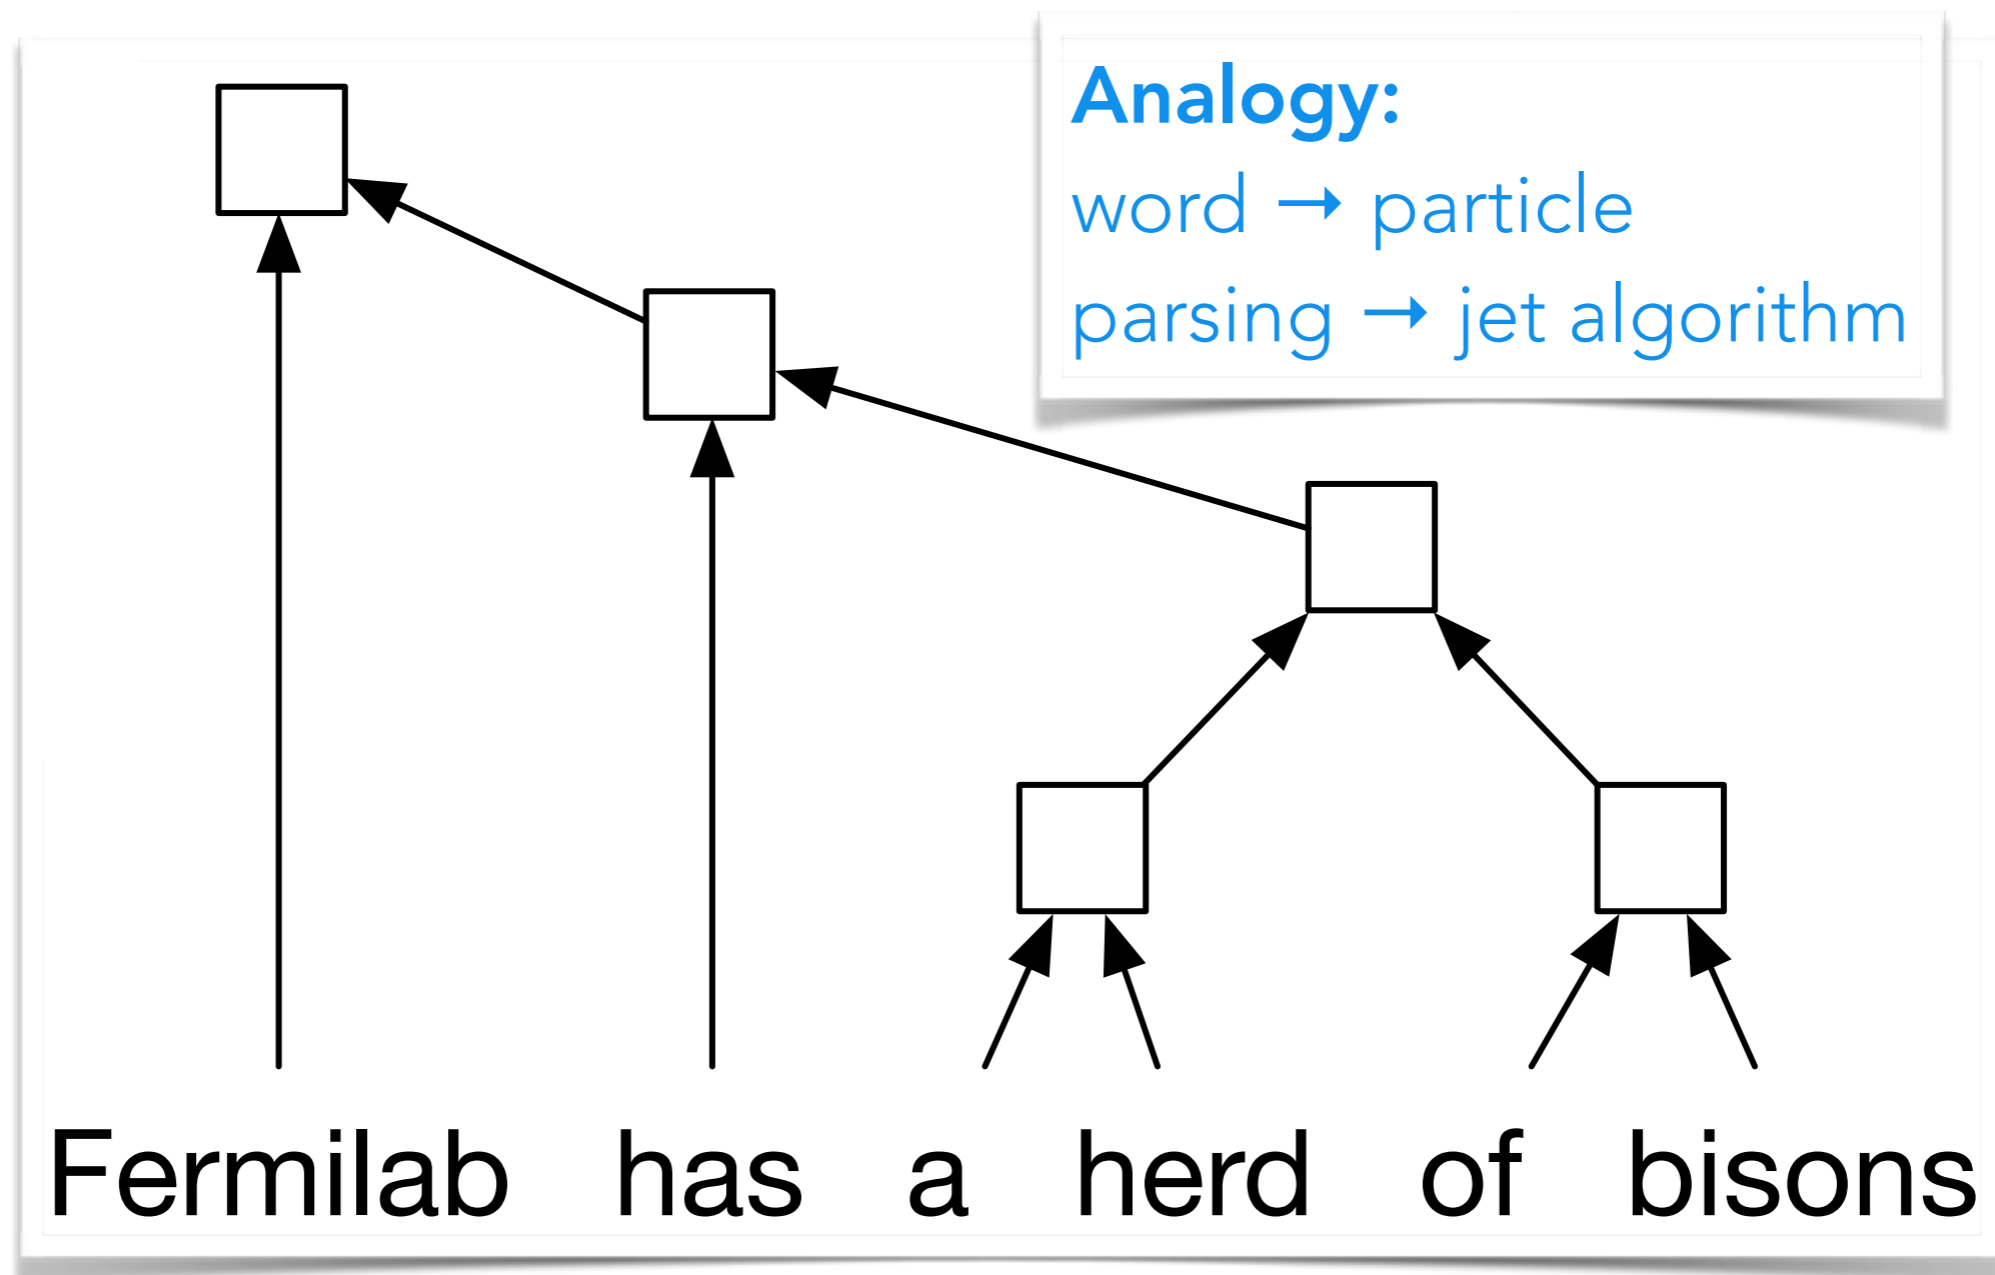 Analogy:
word → particle
parsing → jet algorithm
Fermilab has a herd of bisons